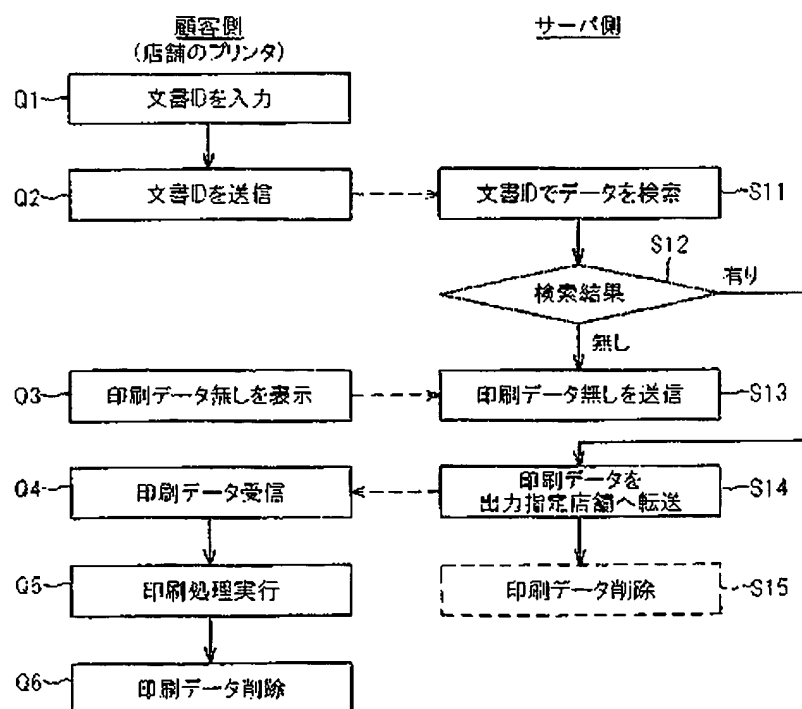 顧客側
(店舗のプリンタ)
サーバ側
Q1
文書IDを入力
Q2
文書IDを送信
文書IDでデータを検索
S11
S12
検索結果
有り
無し
Q3
印刷データ無しを表示
印刷データ無しを送信
S13
Q4
印刷データ受信
印刷データを
出力指定店舗へ転送
S14
Q5
印刷処理実行
印刷データ削除
S15
Q6
印刷データ削除